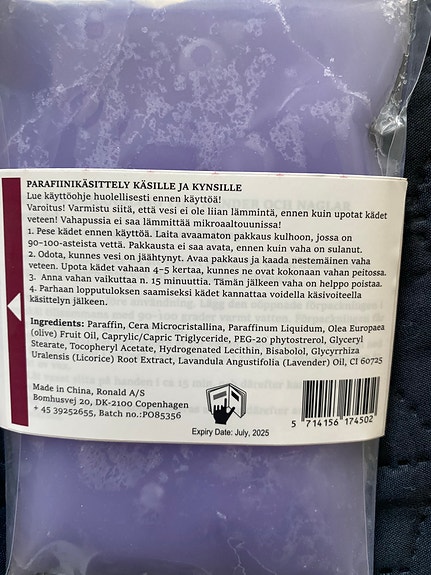 PARAFIINIKÄSITTELY KÄSILLE JA KYNSILLE
Lue käyttöohje huolellisesti ennen käyttöä!
Varoitus! Varmistu siitä, että vesi ei ole liian lämmintä, ennen kuin upotat kädet
veteen! Vahapussia ei saa lämmittää mikroaaltouunissa!
1. Pese kädet ennen käyttöä. Laita avaamaton pakkaus kulhoon, jossa on
90-100-asteista vettä. Pakkausta ei saa avata, ennen kuin vaha on sulanut.
2. Odota, kunnes vesi on jäähtynyt. Avaa pakkaus ja kaada nestemäinen vaha
veteen. Upota kädet vahaan 4–5 kertaa, kunnes ne ovat kokonaan vahan peitossa.
3. Anna vahan vaikuttaa n. 15 minuuttia. Tämän jälkeen vaha on helppo poistaa.
4. Parhaan lopputuloksen saamiseksi kädet kannattaa voidella käsivoiteella
käsittelyn jälkeen.
Ingredients: Paraffin, Cera Microcristallina, Paraffinum Liquidum, Olea Europaea
(olive) Fruit Oil, Caprylic/Capric Triglyceride, PEG-20 phytostrerol, Glyceryl
Stearate, Tocopheryl Acetate, Hydrogenated Lecithin, Bisabolol, Glycyrrhiza
Uralensis (Licorice) Root Extract, Lavandula Angustifolia (Lavender) Oil, CI 60725
Made in China, Ronald A/S
Bomhusvej 20, DK-2100 Copenhagen
+ 45 39252655, Batch no.:PO85356
Expiry Date: July, 2025
5 714156 174502